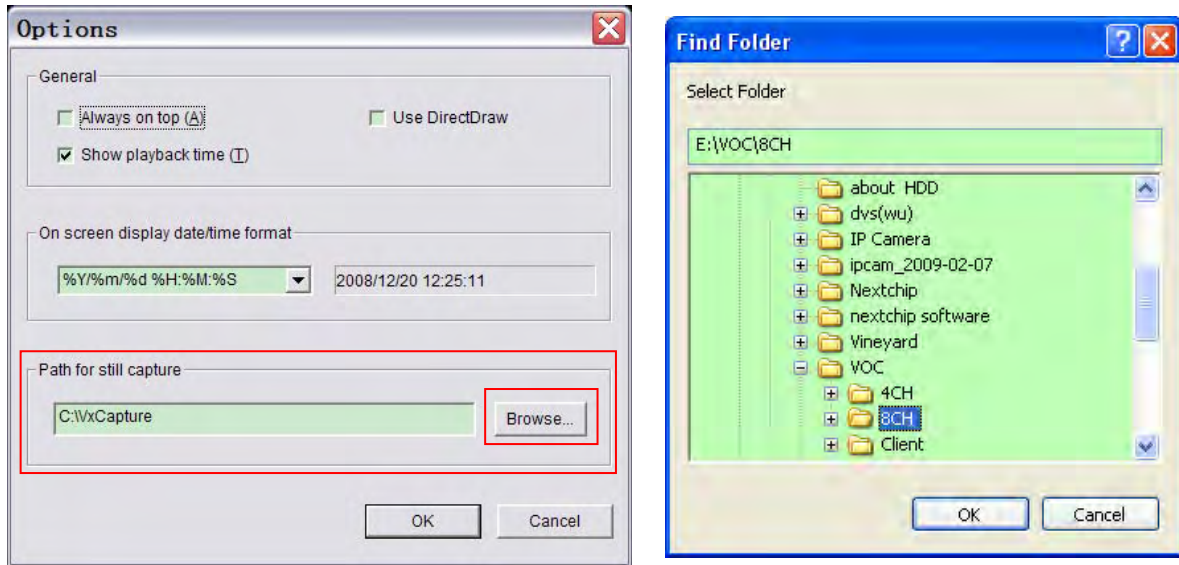 Options
General
Always on top (A)
Use DirectDraw
Show playback time (T)
On screen display date/time format
%Y/%m/%d %H:%M:%S
2008/12/20 12:25:11
Path for still capture
C:\VxCapture
Browse...
OK
Cancel
Find Folder
Select Folder
E:\VOC\8CH
about HDD
dvs(wu)
IP Camera
ipcam_2009-02-07
Nextchip
nextchip software
Vineyard
VOC
4CH
8CH
Client
OK
Cancel